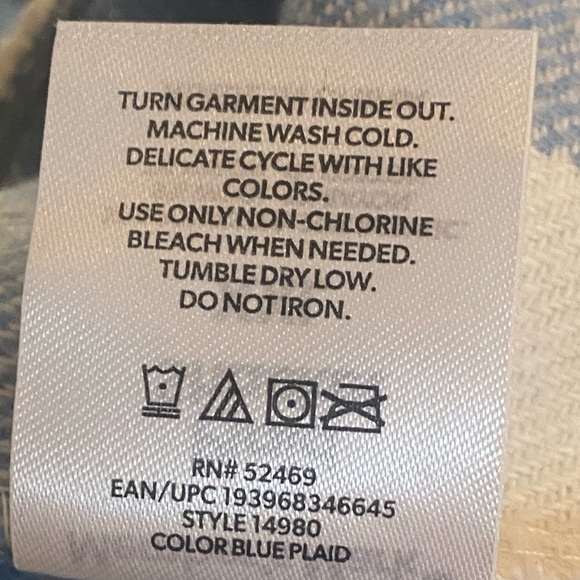 TURN GARMENT INSIDE OUT.
MACHINE WASH COLD.
DELICATE CYCLE WITH LIKE
COLORS.
USE ONLY NON-CHLORINE
BLEACH WHEN NEEDED.
TUMBLE DRY LOW.
DO NOT IRON.
RN# 52469
EAN/UPC 193968346645
STYLE 14980
COLOR BLUE PLAID